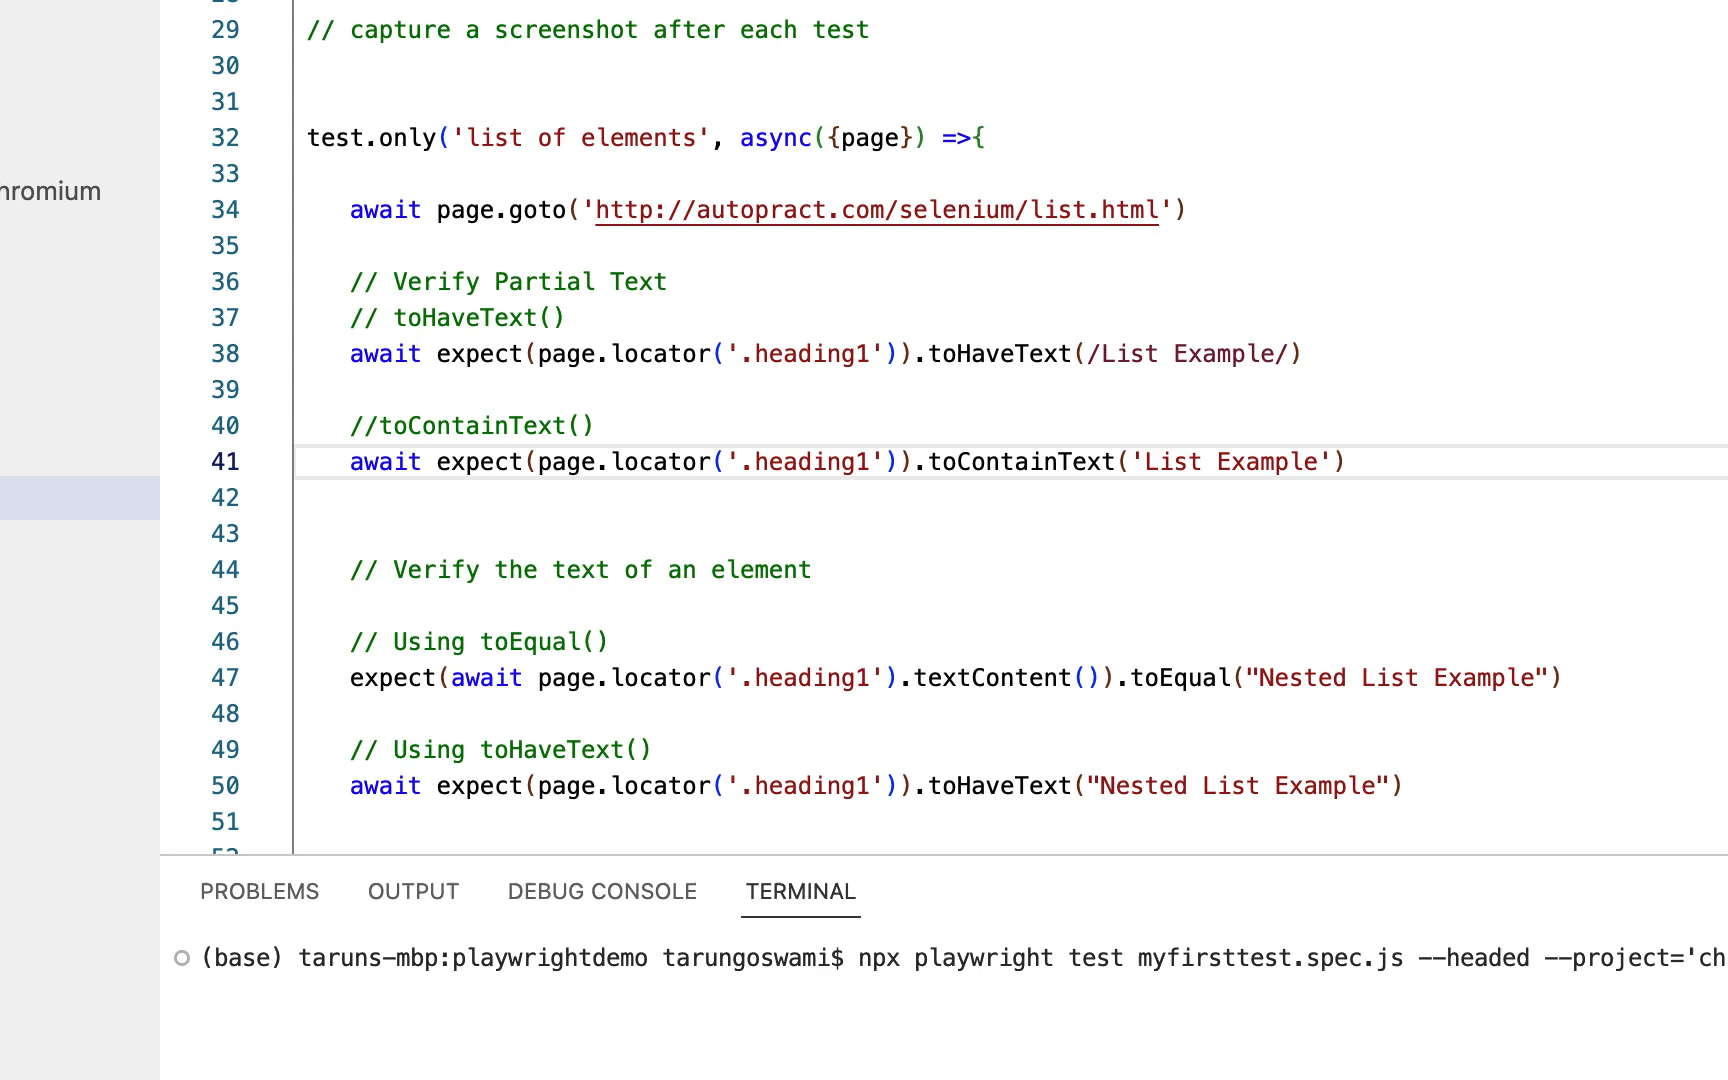 29 // capture a screenshot after each test
30
31
32 test.only('list of elements', async({page}) =>{
33
hromium
34 await page.goto('http://autopract.com/selenium/list.html')
35
36 // Verify Partial Text
37 // toHaveText()
38 await expect(page.locator('.heading1')).toHaveText(/List Example/)
39
40 //toContainText()
41 await expect(page.locator('.heading1')).toContainText('List Example')
42
43
44 // Verify the text of an element
45
46 // Using toEqual()
47 expect(await page.locator('.heading1').textContent()).toEqual("Nested List Example")
48
49 // Using toHaveText()
50 await expect(page.locator('.heading1')).toHaveText("Nested List Example")
51
PROBLEMS OUTPUT DEBUG CONSOLE TERMINAL
(base) taruns-mbp:playwrightdemo tarungoswami$ npx playwright test myfirsttest.spec.js --headed --project='ch